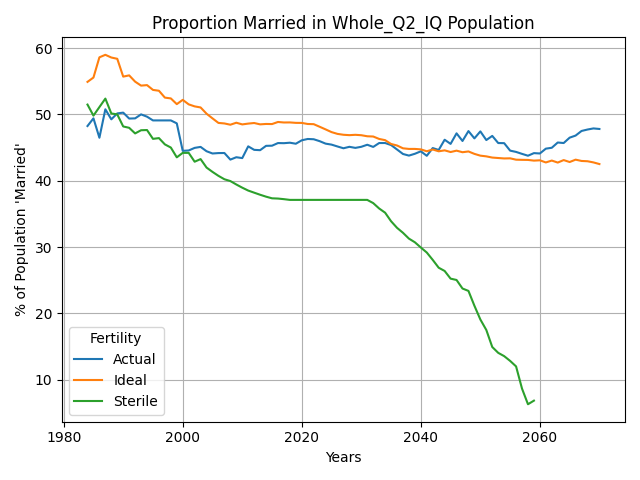 Proportion Married in Whole_Q2_IQ Population
% of Population 'Married'
60
50
40
30
20
10
Fertility
Actual
Ideal
Sterile
1980 2000 2020 2040 2060
Years